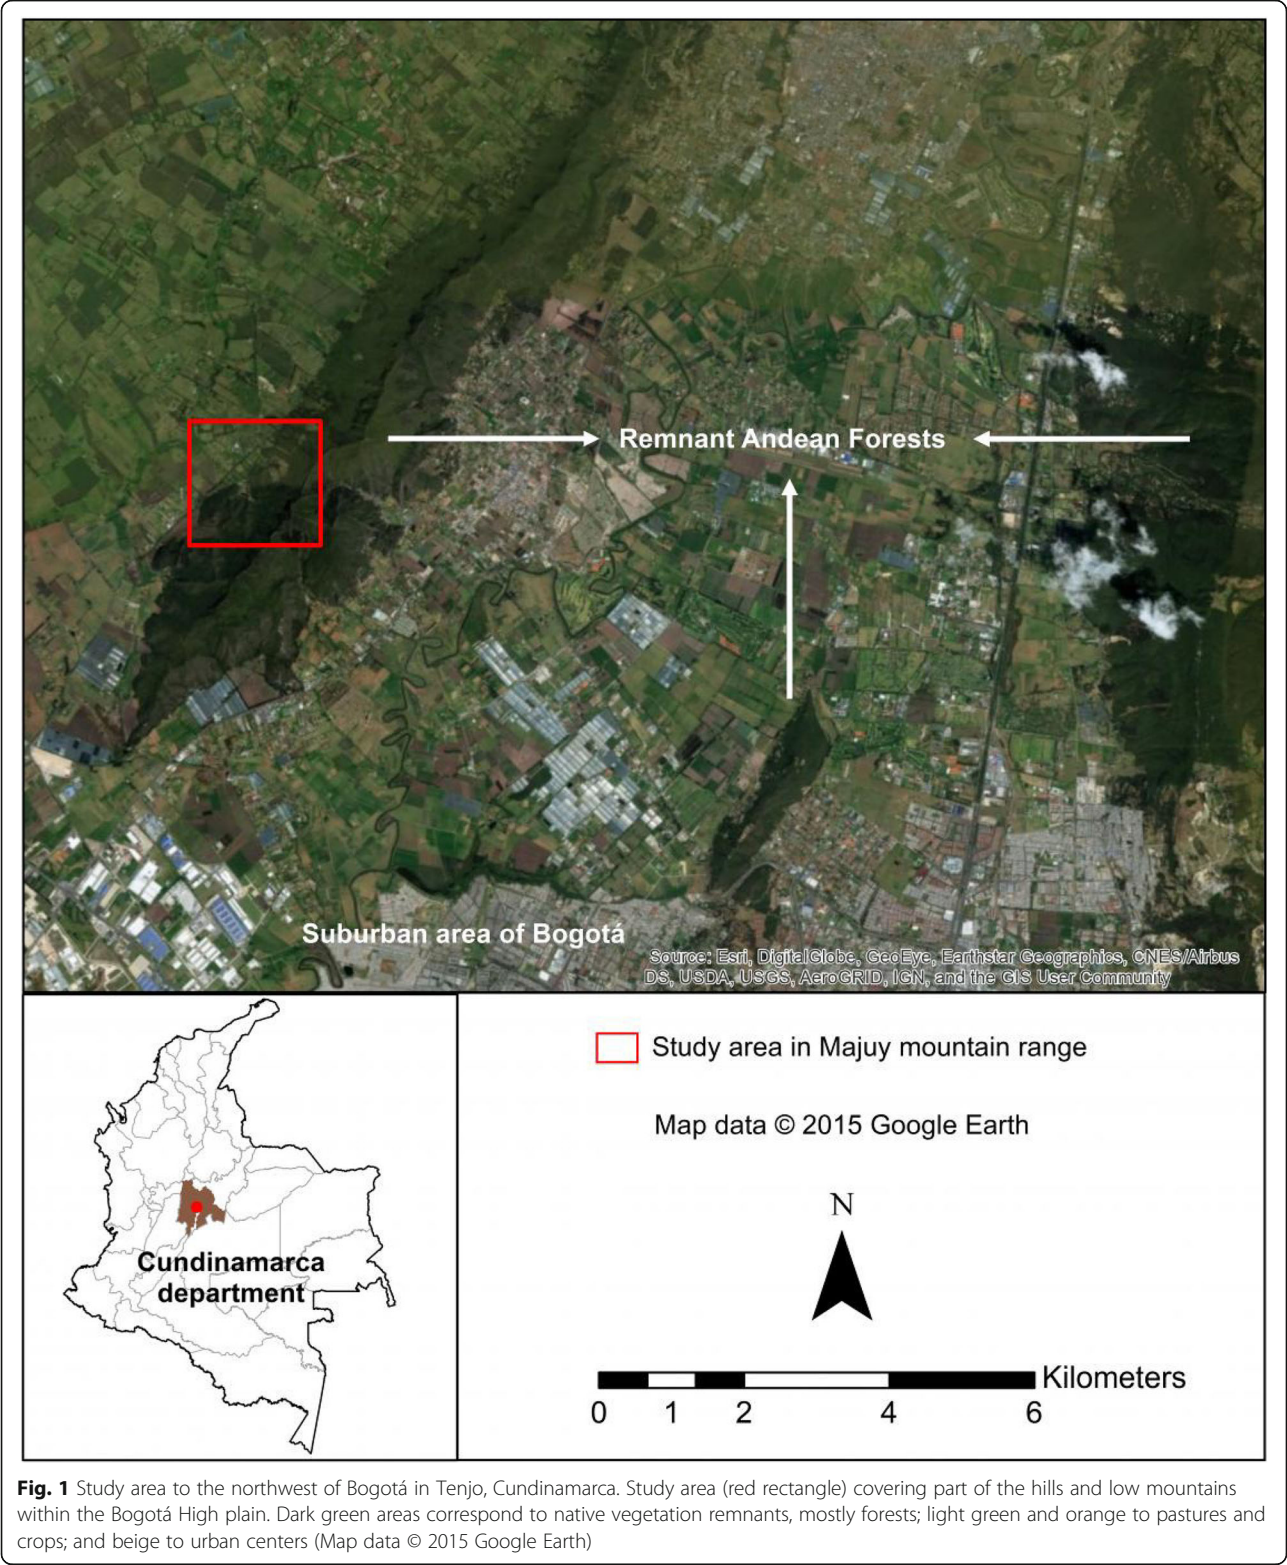 Remnant Andean Forests
Suburban area of Bogotá
Source: Esri, DigitalGlobe, GeoEye, Earthstar Geographics, CNES/Airbus
DS, USDA, USGS, AeroGRID, IGN, and the GIS User Community
Cundinamarca
department
Study area in Majuy mountain range
Map data © 2015 Google Earth
N
Kilometers
0 1 2 4 6
Fig. 1 Study area to the northwest of Bogotá in Tenjo, Cundinamarca. Study area (red rectangle) covering part of the hills and low mountains
within the Bogotá High plain. Dark green areas correspond to native vegetation remnants, mostly forests; light green and orange to pastures and
crops; and beige to urban centers (Map data © 2015 Google Earth)